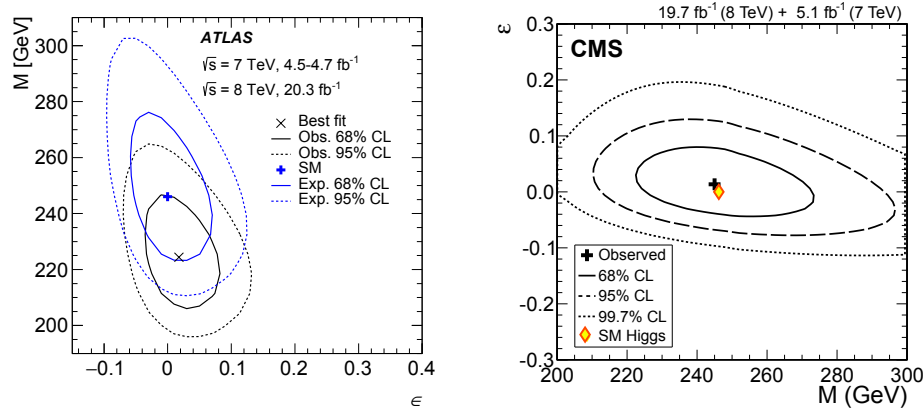 M [GeV]
300
280
260
240
220
200
−0.1
0
0.1
0.2
0.3
0.4
ϵ
ATLAS
√s = 7 TeV, 4.5-4.7 fb⁻¹
√s = 8 TeV, 20.3 fb⁻¹
Best fit
Obs. 68% CL
Obs. 95% CL
SM
Exp. 68% CL
Exp. 95% CL
19.7 fb⁻¹ (8 TeV) + 5.1 fb⁻¹ (7 TeV)
ε
0.3
0.2
0.1
0.0
-0.1
-0.2
-0.3
CMS
Observed
68% CL
95% CL
99.7% CL
SM Higgs
200
220
240
260
280
300
M (GeV)